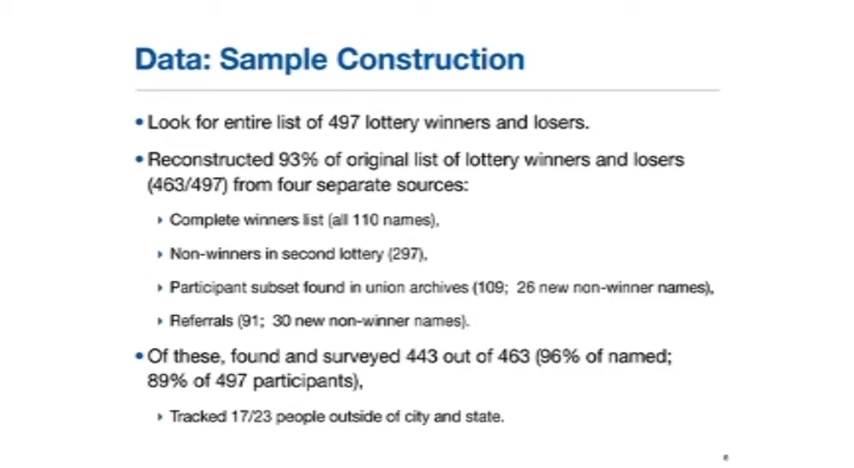 Data: Sample Construction
• Look for entire list of 497 lottery winners and losers.
• Reconstructed 93% of original list of lottery winners and losers
(463/497) from four separate sources:
‣ Complete winners list (all 110 names),
‣ Non-winners in second lottery (297),
‣ Participant subset found in union archives (109; 26 new non-winner names),
‣ Referrals (91; 30 new non-winner names).
• Of these, found and surveyed 443 out of 463 (96% of named;
89% of 497 participants),
‣ Tracked 17/23 people outside of city and state.